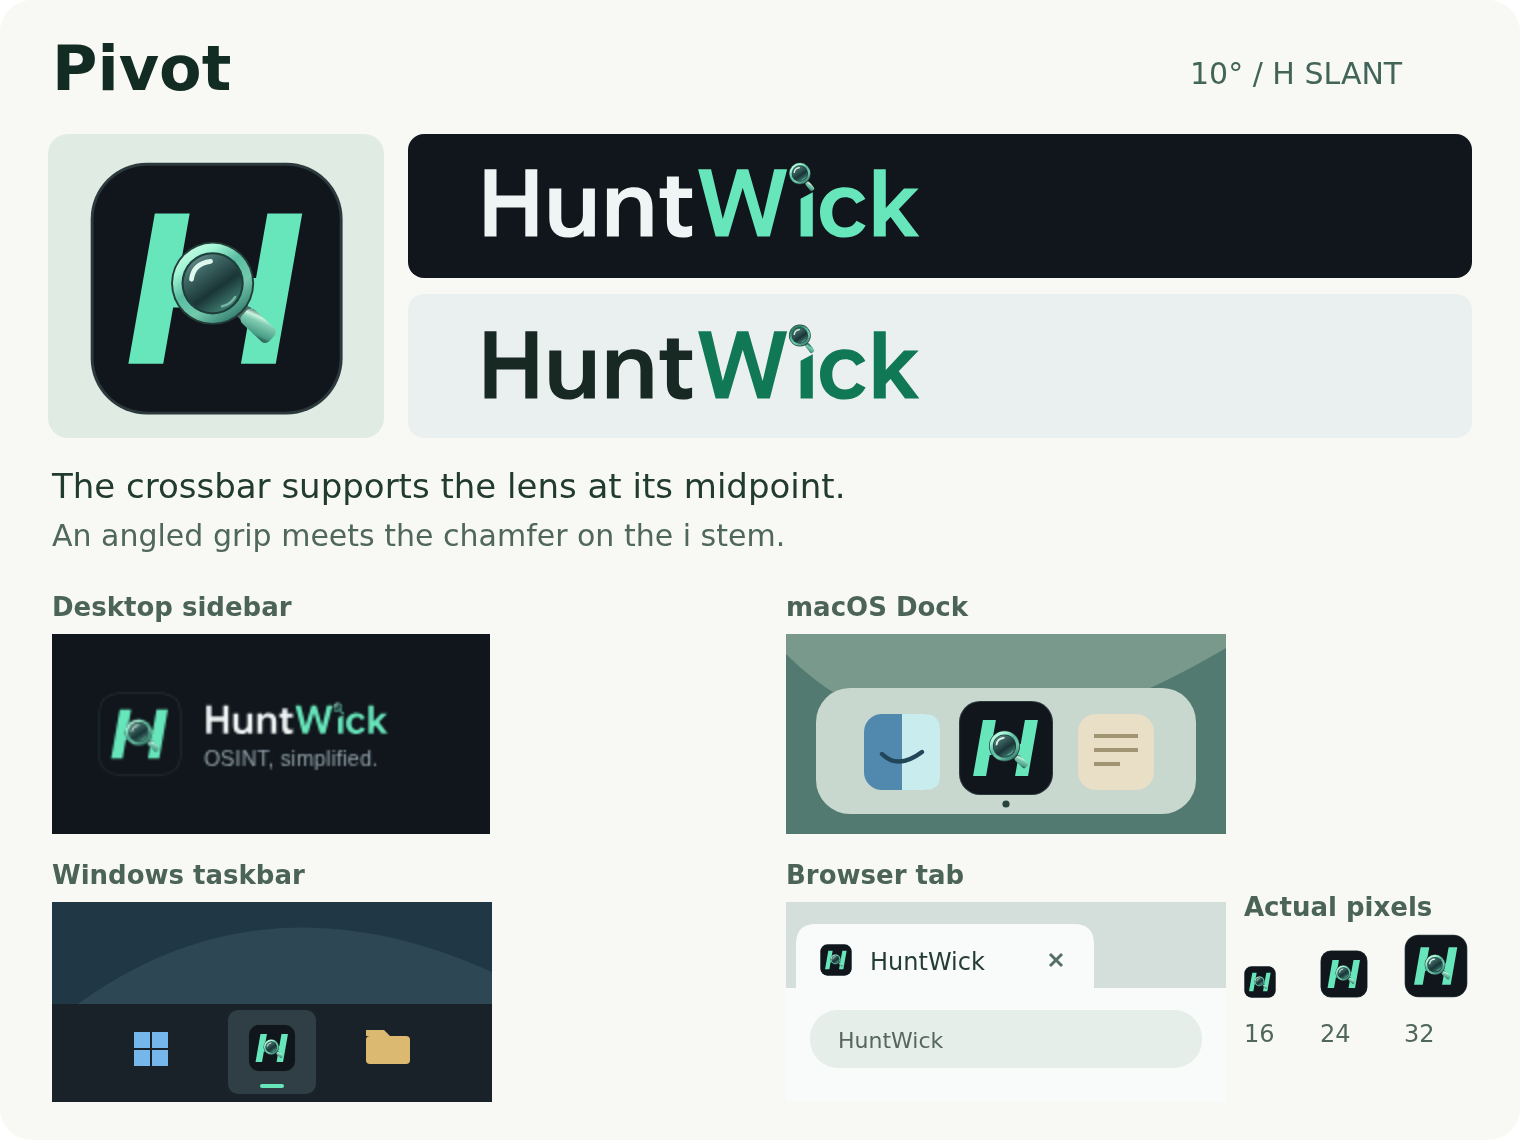 Pivot
10° / H SLANT
H
HuntWick
HuntWick
The crossbar supports the lens at its midpoint.
An angled grip meets the chamfer on the i stem.
Desktop sidebar
macOS Dock
H
HuntWick
OSINT, simplified.
H
Windows taskbar
Browser tab
Actual pixels
H
H
HuntWick
×
HuntWick
H
H
H
16
24
32